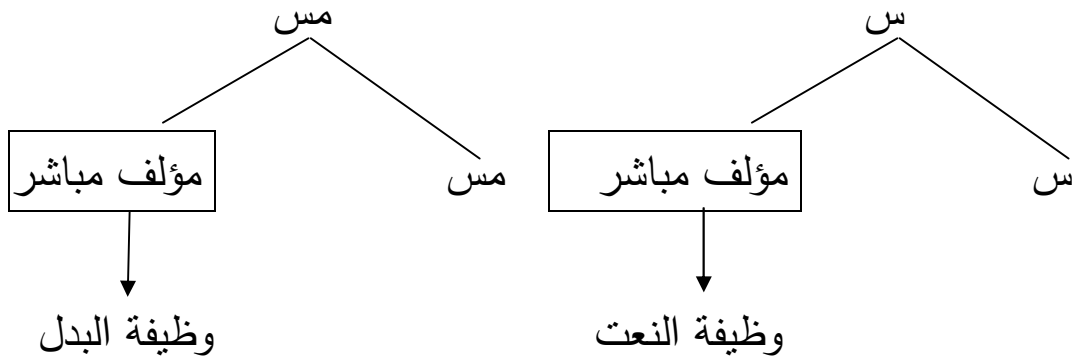 س
مس
س
مؤلف مباشر
مس
مؤلف مباشر
وظيفة النعت
وظيفة البدل